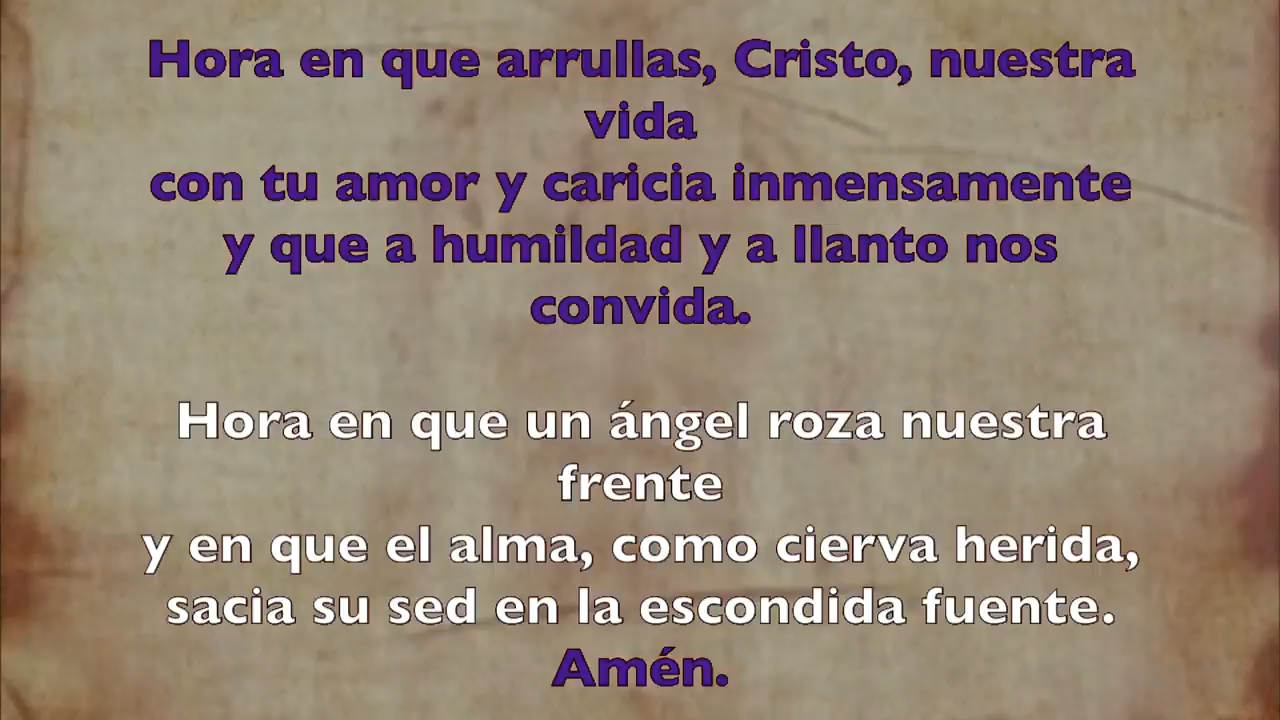 Hora en que arrullas, Cristo, nuestra
vida
con tu amor y caricia inmensamente
y que a humildad y a llanto nos
convida.
Hora en que un ángel roza nuestra
frente
y en que el alma, como cierva herida,
sacia su sed en la escondida fuente.
Amén.